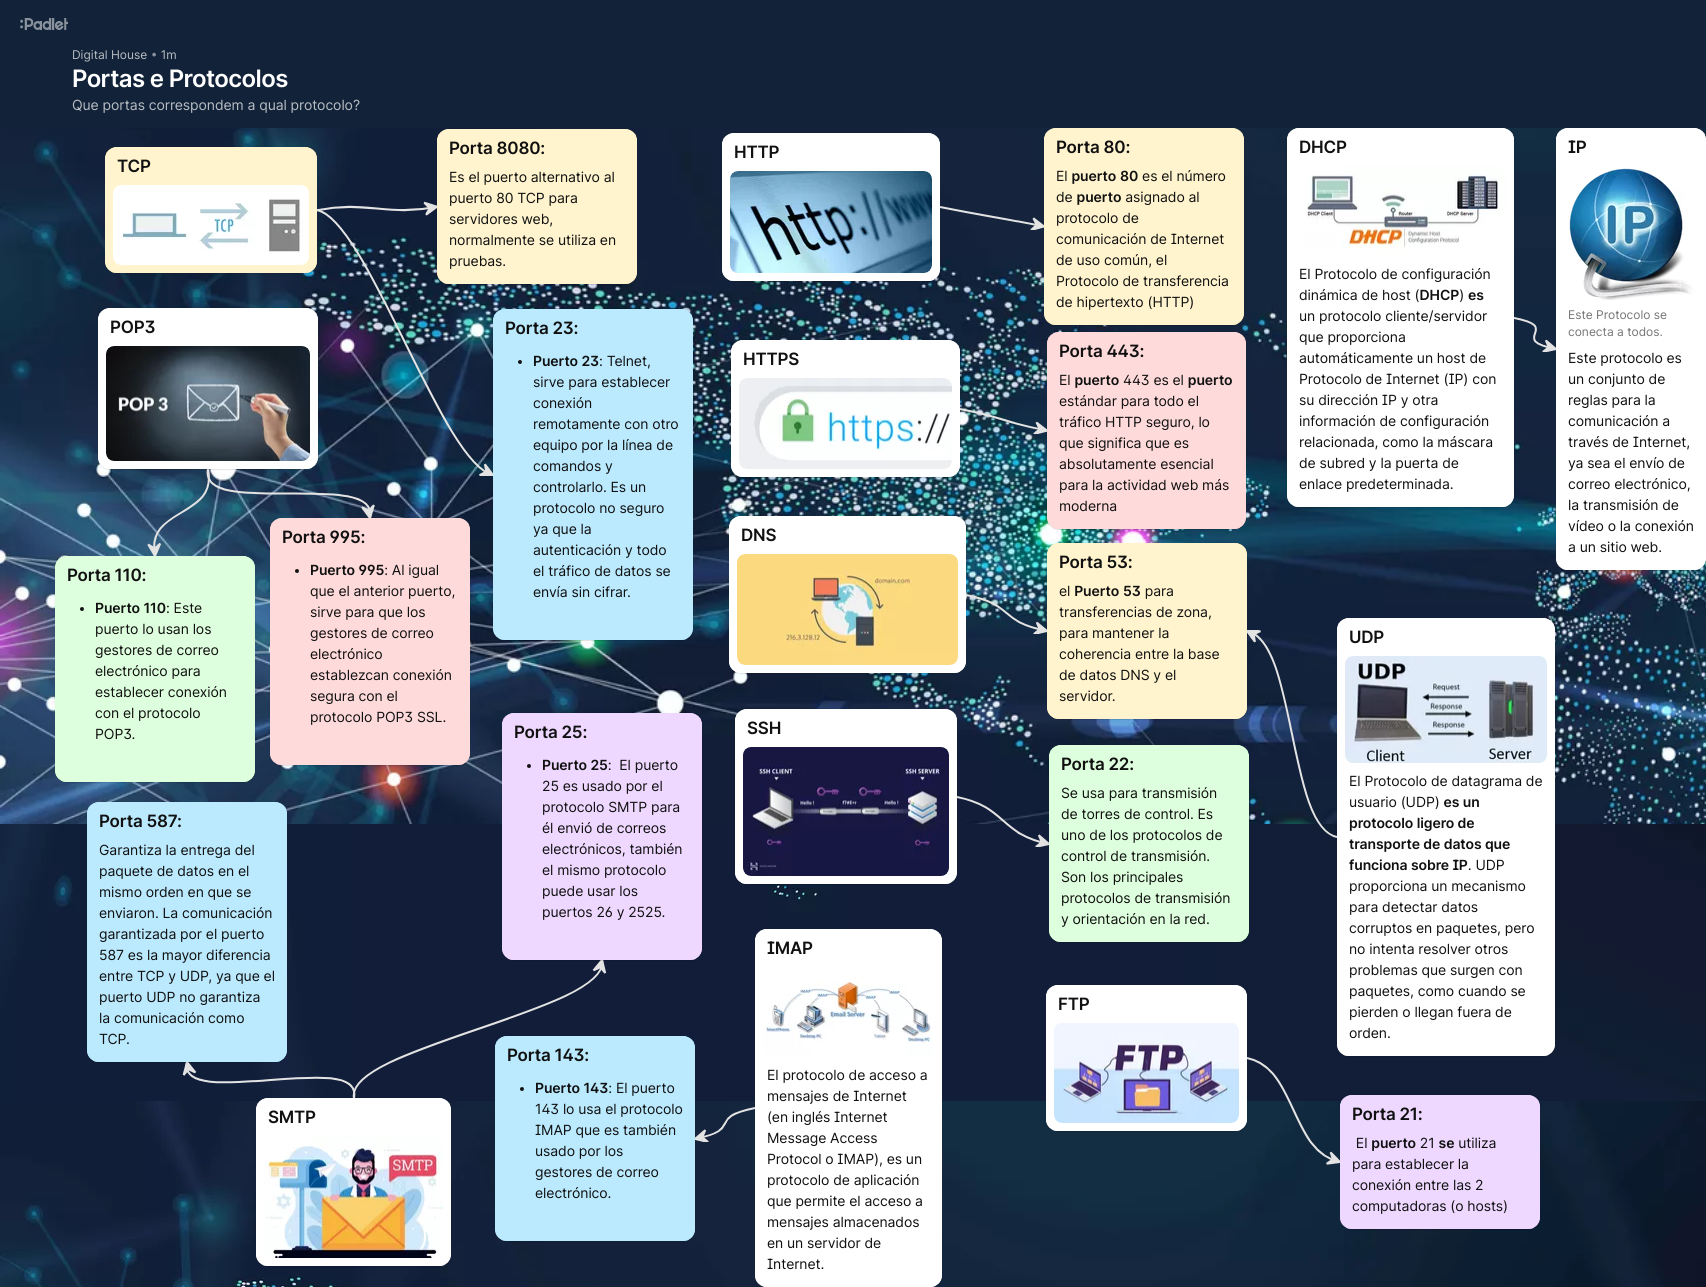 :Padlet
Digital House • 1m
Portas e Protocolos
Que portas correspondem a qual protocolo?
TCP
TCP
Porta 8080:
Es el puerto alternativo al
puerto 80 TCP para
servidores web,
normalmente se utiliza en
pruebas.
HTTP
http://www
Porta 80:
El puerto 80 es el número
de puerto asignado al
protocolo de
comunicación de Internet
de uso común, el
Protocolo de transferencia
de hipertexto (HTTP)
DHCP
DHCP Client
Router
DHCP Server
DHCP
Dynamic Host
Configuration Protocol
El Protocolo de configuración
dinámica de host (DHCP) es
un protocolo cliente/servidor
que proporciona
automáticamente un host de
Protocolo de Internet (IP) con
su dirección IP y otra
información de configuración
relacionada, como la máscara
de subred y la puerta de
enlace predeterminada.
IP
IP
Este Protocolo se
conecta a todos.
Este protocolo es
un conjunto de
reglas para la
comunicación a
través de Internet,
ya sea el envío de
correo electrónico,
la transmisión de
vídeo o la conexión
a un sitio web.
POP3
POP 3
Porta 23:
• Puerto 23: Telnet,
sirve para establecer
conexión
remotamente con otro
equipo por la línea de
comandos y
controlarlo. Es un
protocolo no seguro
ya que la
autenticación y todo
el tráfico de datos se
envía sin cifrar.
HTTPS
https://
Porta 443:
El puerto 443 es el puerto
estándar para todo el
tráfico HTTP seguro, lo
que significa que es
absolutamente esencial
para la actividad web más
moderna
Porta 110:
• Puerto 110: Este
puerto lo usan los
gestores de correo
electrónico para
establecer conexión
con el protocolo
POP3.
Porta 995:
• Puerto 995: Al igual
que el anterior puerto,
sirve para que los
gestores de correo
electrónico
establezcan conexión
segura con el
protocolo POP3 SSL.
DNS
domain.com
216.3.128.12
Porta 53:
el Puerto 53 para
transferencias de zona,
para mantener la
coherencia entre la base
de datos DNS y el
servidor.
UDP
UDP
Request
Response
Response
Client
Server
El Protocolo de datagrama de
usuario (UDP) es un
protocolo ligero de
transporte de datos que
funciona sobre IP. UDP
proporciona un mecanismo
para detectar datos
corruptos en paquetes, pero
no intenta resolver otros
problemas que surgen con
paquetes, como cuando se
pierden o llegan fuera de
orden.
Porta 25:
• Puerto 25:  El puerto
25 es usado por el
protocolo SMTP para
él envió de correos
electrónicos, también
el mismo protocolo
puede usar los
puertos 26 y 2525.
SSH
SSH CLIENT
SSH SERVER
Hello !
Hello !
Porta 22:
Se usa para transmisión
de torres de control. Es
uno de los protocolos de
control de transmisión.
Son los principales
protocolos de transmisión
y orientación en la red.
Porta 587:
Garantiza la entrega del
paquete de datos en el
mismo orden en que se
enviaron. La comunicación
garantizada por el puerto
587 es la mayor diferencia
entre TCP y UDP, ya que el
puerto UDP no garantiza
la comunicación como
TCP.
IMAP
IMAP
IMAP
IMAP
IMAP
Email Server
SmartPhone
Desktop PC
Tablet
Desktop PC
El protocolo de acceso a
mensajes de Internet
(en inglés Internet
Message Access
Protocol o IMAP), es un
protocolo de aplicación
que permite el acceso a
mensajes almacenados
en un servidor de
Internet.
FTP
FTP
Porta 143:
• Puerto 143: El puerto
143 lo usa el protocolo
IMAP que es también
usado por los
gestores de correo
electrónico.
SMTP
SMTP
Porta 21:
El puerto 21 se utiliza
para establecer la
conexión entre las 2
computadoras (o hosts)